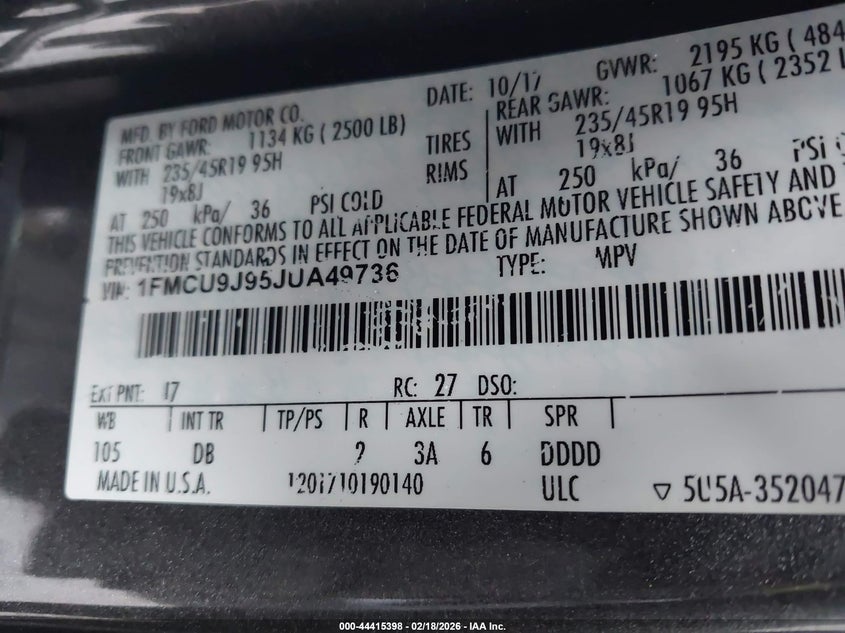 MFD. BY FORD MOTOR CO. DATE: 10/17 GVWR: 2195 KG ( 484
FRONT GAWR: 1134 KG ( 2500 LB) REAR GAWR: 1067 KG ( 2352 L
WITH 235/45R19 95H TIRES WITH 235/45R19 95H
19x8J RIMS 19x8J
AT 250 kPa/ 36 PSI COLD AT 250 kPa/ 36 PSI
THIS VEHICLE CONFORMS TO ALL APPLICABLE FEDERAL MOTOR VEHICLE SAFETY AND
PREVENTION STANDARDS IN EFFECT ON THE DATE OF MANUFACTURE SHOWN ABOVE
VIN: 1FMCU9J95JUA49736 TYPE: MPV
EXT PNT: I7 RC: 27 DSO:
WB INT TR TP/PS R AXLE TR SPR
105 DB 2 3A 6 DDDD
MADE IN U.S.A. 1201710190140 ULC ▽ 5U5A-352047
000-44415398 - 02/18/2026 - IAA Inc.